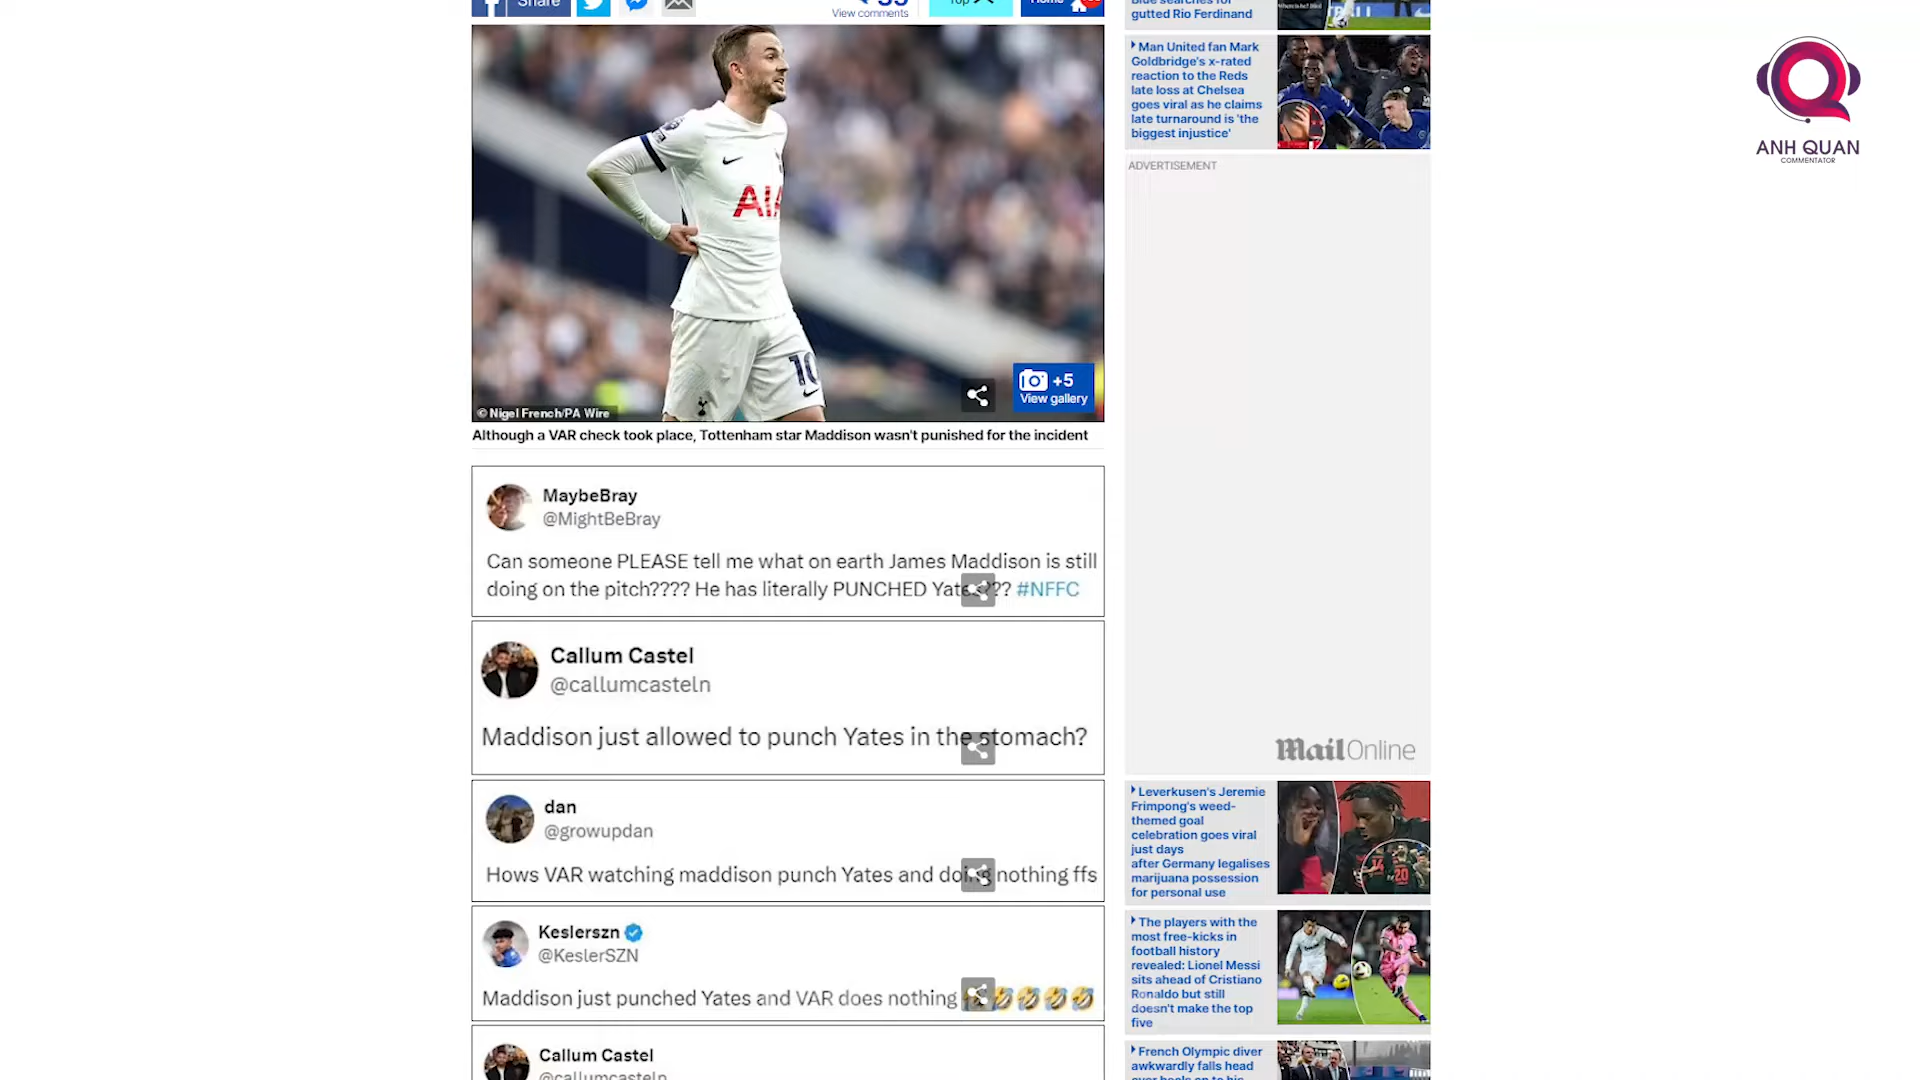 Share
View comments
Top
Home
AIA
10
+5
View gallery
© Nigel French/PA Wire
Although a VAR check took place, Tottenham star Maddison wasn't punished for the incident
MaybeBray
@MightBeBray
Can someone PLEASE tell me what on earth James Maddison is still
doing on the pitch???? He has literally PUNCHED Yates??? #NFFC
Callum Castel
@callumcasteln
Maddison just allowed to punch Yates in the stomach?
dan
@growupdan
Hows VAR watching maddison punch Yates and doing nothing ffs
Keslerszn
@KeslerSZN
Maddison just punched Yates and VAR does nothing 🤣🤣🤣🤣🤣
Callum Castel
@callumcasteln
Blue searches for
gutted Rio Ferdinand
Man United fan Mark
Goldbridge's x-rated
reaction to the Reds
late loss at Chelsea
goes viral as he claims
late turnaround is 'the
biggest injustice'
ADVERTISEMENT
MailOnline
Leverkusen's Jeremie
Frimpong's weed-
themed goal
celebration goes viral
just days
after Germany legalises
marijuana possession
for personal use
The players with the
most free-kicks in
football history
revealed: Lionel Messi
sits ahead of Cristiano
Ronaldo but still
doesn't make the top
five
French Olympic diver
awkwardly falls head
over heels on to his
ANH QUAN
COMMENTATOR